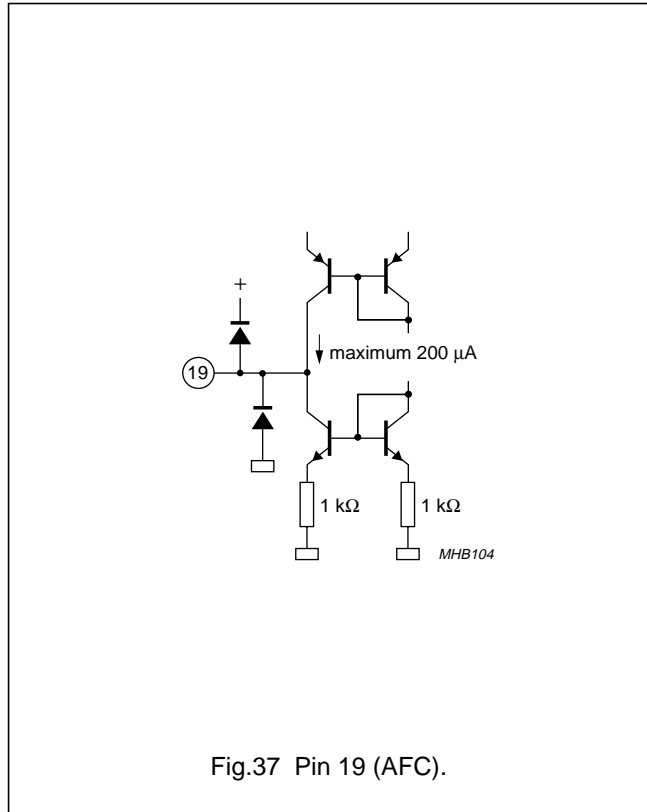 +
19
maximum 200 μA
1 kΩ 1 kΩ
MHB104
Fig.37 Pin 19 (AFC).